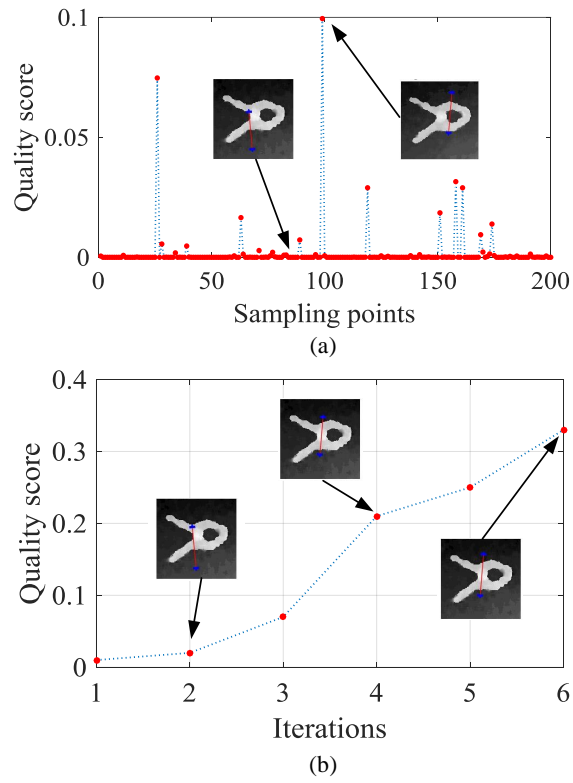 0.1
0.05
0
Quality score
0 50 100 150 200
Sampling points
(a)
0.4
0.3
0.2
0.1
0
Quality score
1 2 3 4 5 6
Iterations
(b)